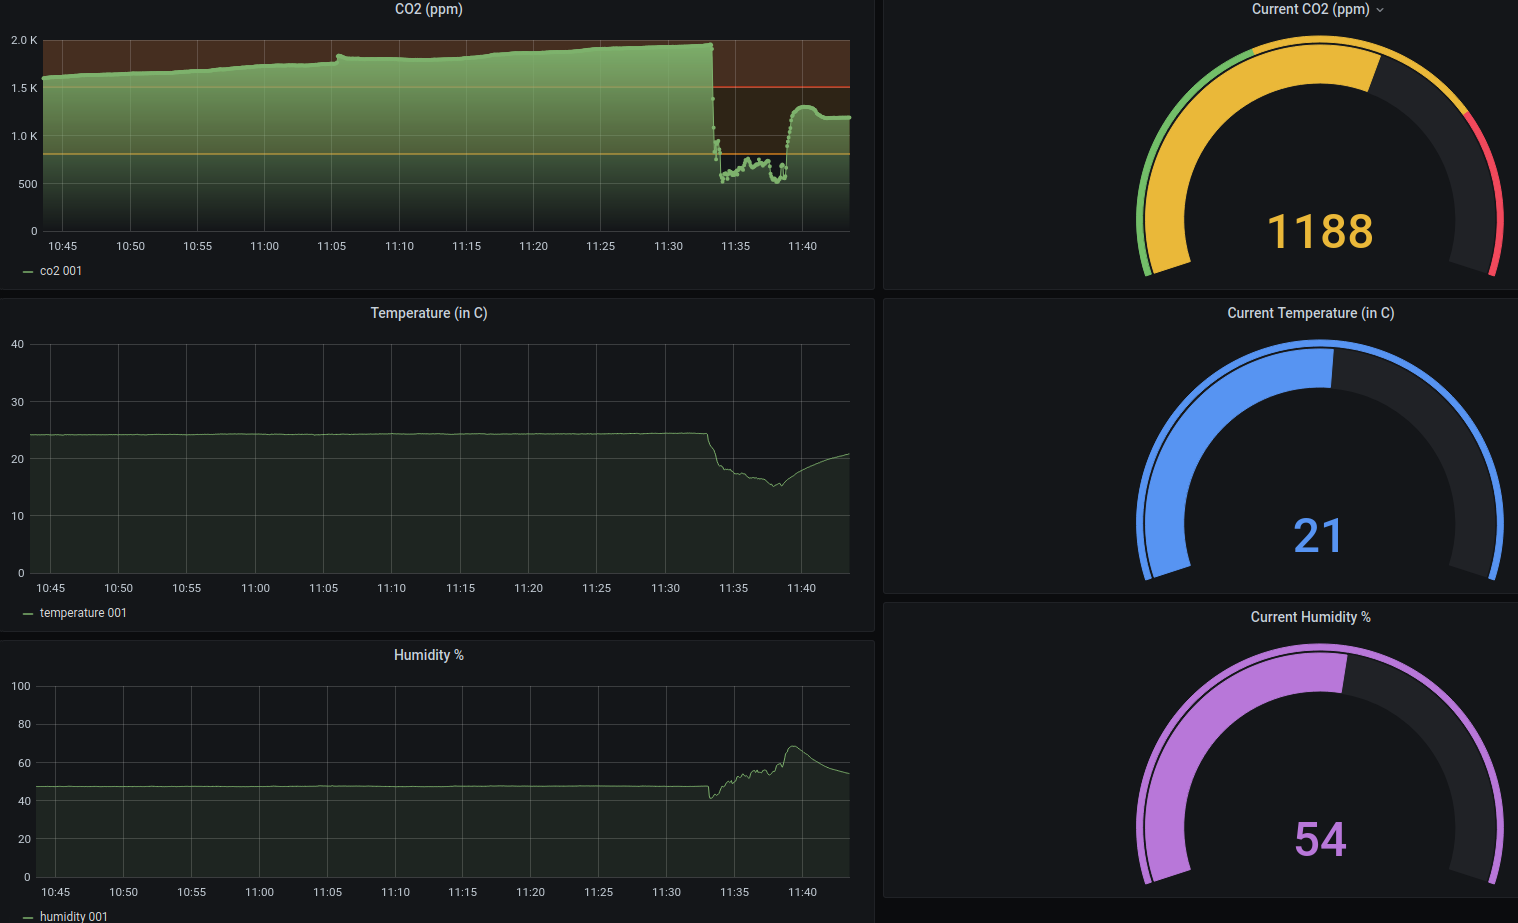 CO2 (ppm)
2.0 K
1.5 K
1.0 K
500
0
10:45 10:50 10:55 11:00 11:05 11:10 11:15 11:20 11:25 11:30 11:35 11:40
co2 001
Current CO2 (ppm)
1188
Temperature (in C)
40
30
20
10
0
10:45 10:50 10:55 11:00 11:05 11:10 11:15 11:20 11:25 11:30 11:35 11:40
temperature 001
Current Temperature (in C)
21
Humidity %
100
80
60
40
20
0
10:45 10:50 10:55 11:00 11:05 11:10 11:15 11:20 11:25 11:30 11:35 11:40
humidity 001
Current Humidity %
54